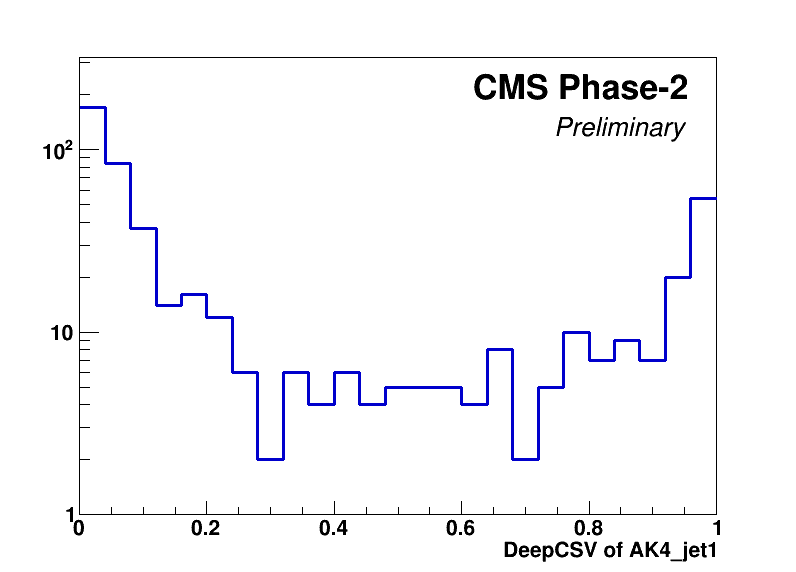 CMS Phase-2
Preliminary
10²
10
1
0 0.2 0.4 0.6 0.8 1
DeepCSV of AK4_jet1